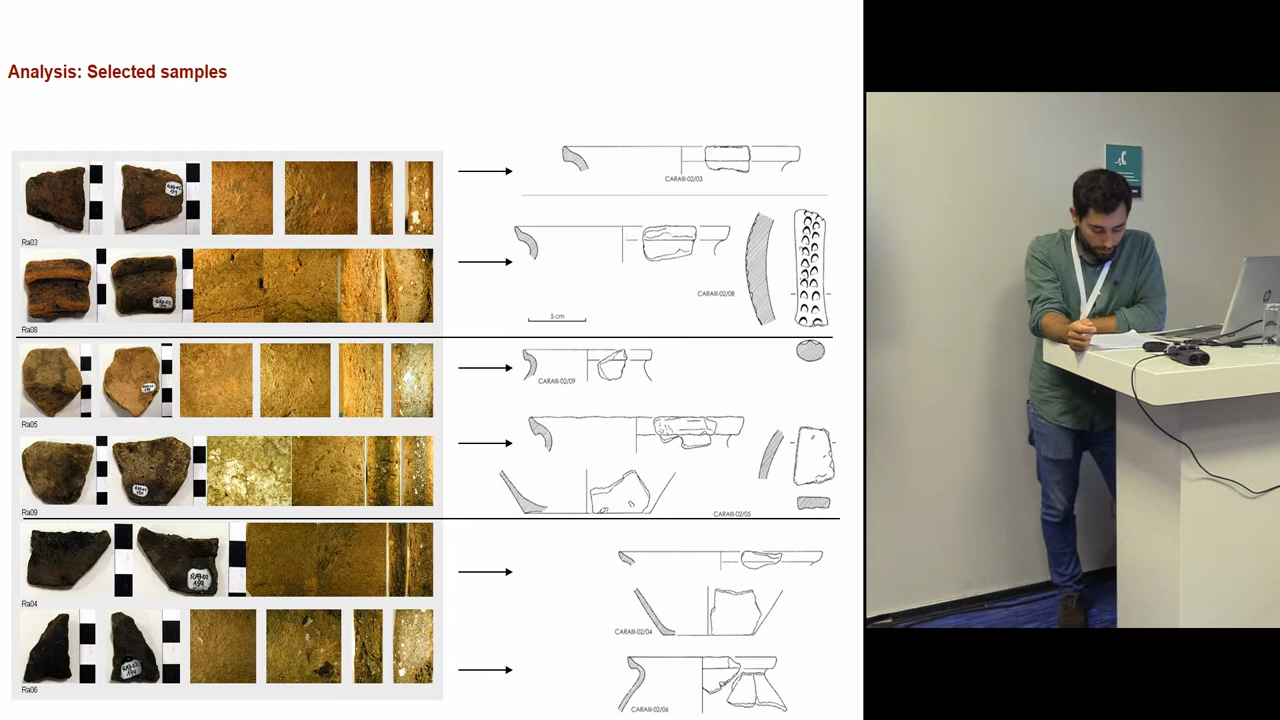 Analysis: Selected samples
CARAIII-02/03
Ra03
CARAIII-02/08
5 cm
Ra08
CARAIII-02/09
Ra05
CARAIII-02/05
Ra09
Ra04
CARAIII-02/04
Ra06
CARAIII-02/06